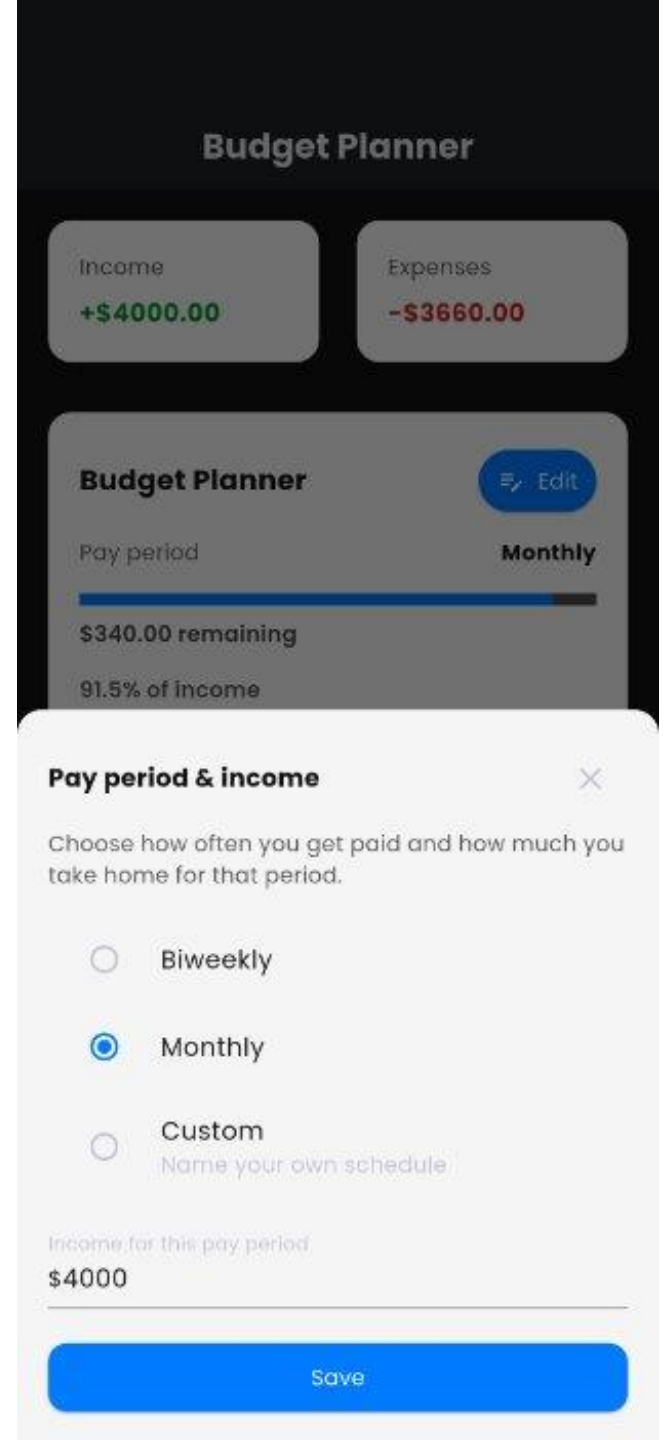 Budget Planner
Income
Expenses
+$4000.00
-$3660.00
Budget Planner
Edit
Pay period
Monthly
$340.00 remaining
91.5% of income
Pay period & income
Choose how often you get paid and how much you
take home for that period.
Biweekly
Monthly
Custom
Name your own schedule
Income for this pay period
$4000
Save